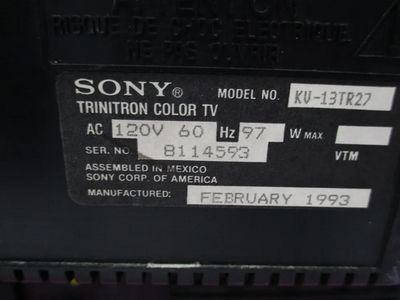 ATTENTION
RISQUE DE CHOC ELECTRIQUE
NE PAS OUVRIR
SONY® MODEL NO. KV-13TR27
TRINITRON COLOR TV
AC 120V 60 Hz 97 W MAX.
SER. NO. 8114593 VTM
ASSEMBLED IN MEXICO
SONY CORP. OF AMERICA
MANUFACTURED: FEBRUARY 1993